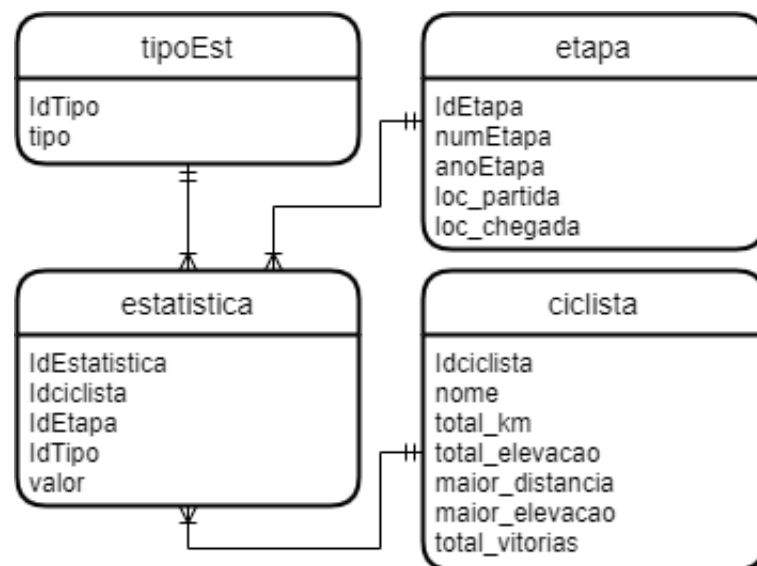 tipoEst
IdTipo
tipo
etapa
IdEtapa
numEtapa
anoEtapa
loc_partida
loc_chegada
estatistica
IdEstatistica
Idciclista
IdEtapa
IdTipo
valor
ciclista
Idciclista
nome
total_km
total_elevacao
maior_distancia
maior_elevacao
total_vitorias